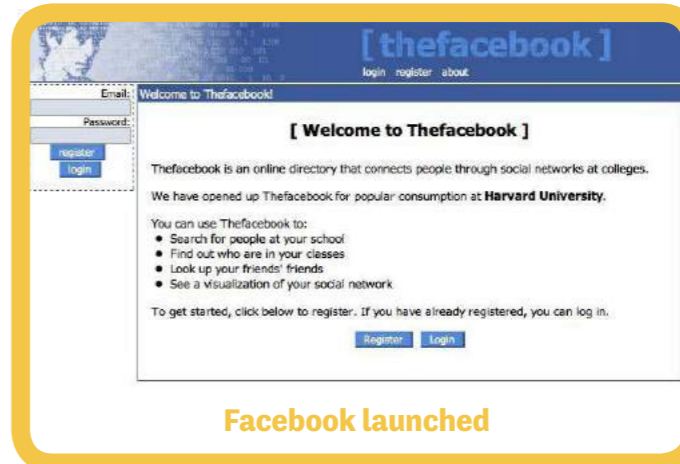 [thefacebook]
login register about
Email:
Password:
register
login
Welcome to Thefacebook!
[ Welcome to Thefacebook ]
Thefacebook is an online directory that connects people through social networks at colleges.
We have opened up Thefacebook for popular consumption at Harvard University.
You can use Thefacebook to:
• Search for people at your school
• Find out who are in your classes
• Look up your friends' friends
• See a visualization of your social network
To get started, click below to register. If you have already registered, you can log in.
Register Login
Facebook launched